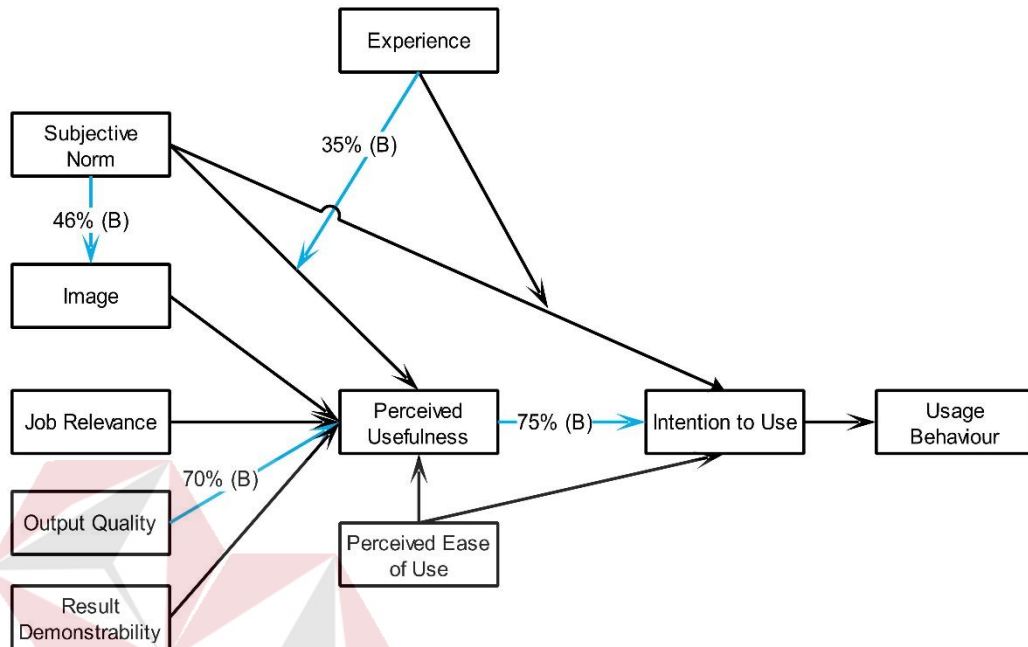 Experience
Subjective
Norm
35% (B)
46% (B)
Image
Job Relevance
Perceived
Usefulness
75% (B)
Intention to Use
Usage
Behaviour
70% (B)
Output Quality
Perceived Ease
of Use
Result
Demonstrability